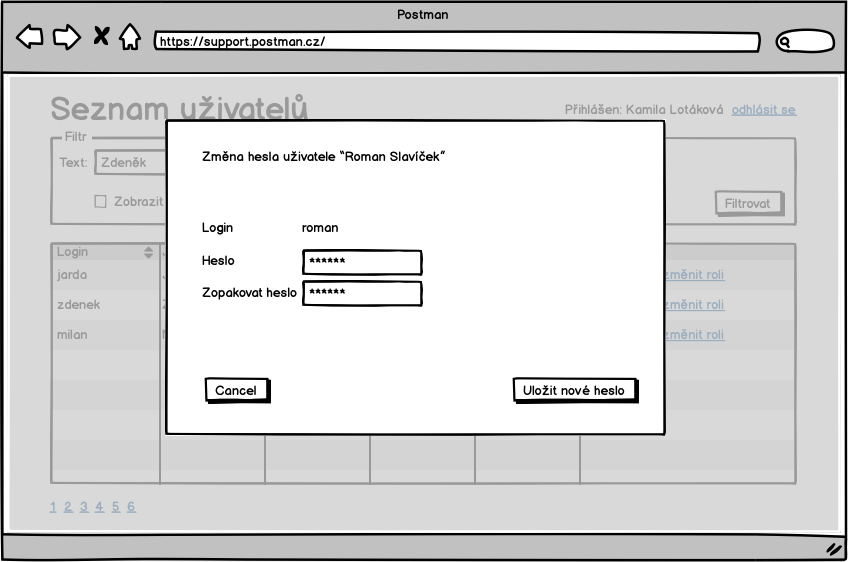 Postman
https://support.postman.cz/
Seznam uživatelů
Přihlášen: Kamila Lotáková odhlásit se
Filtr
Text: Zdeněk
Zobrazit
Filtrovat
Změna hesla uživatele “Roman Slavíček”
Login roman
Heslo ******
Zopakovat heslo ******
Cancel Uložit nové heslo
Login
jarda změnit roli
zdenek změnit roli
milan změnit roli
1 2 3 4 5 6